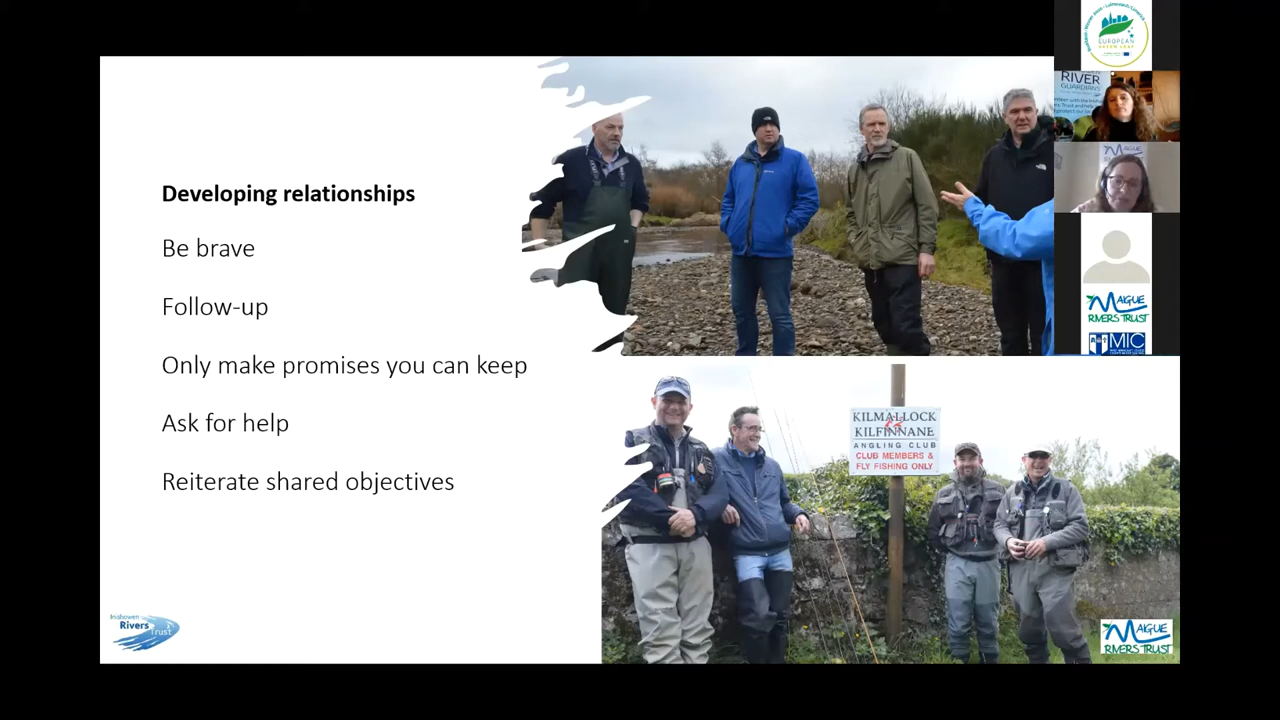 Developing relationships
Be brave
Follow-up
Only make promises you can keep
Ask for help
Reiterate shared objectives
Inishowen
Rivers
Trust
EUROPEAN
GREEN LEAF
RIVER
GUARDIANS
MAIGUE
RIVERS TRUST
MIC
KILMALLOCK
KILFINNANE
ANGLING CLUB
CLUB MEMBERS &
FLY FISHING ONLY
MAIGUE
RIVERS TRUST